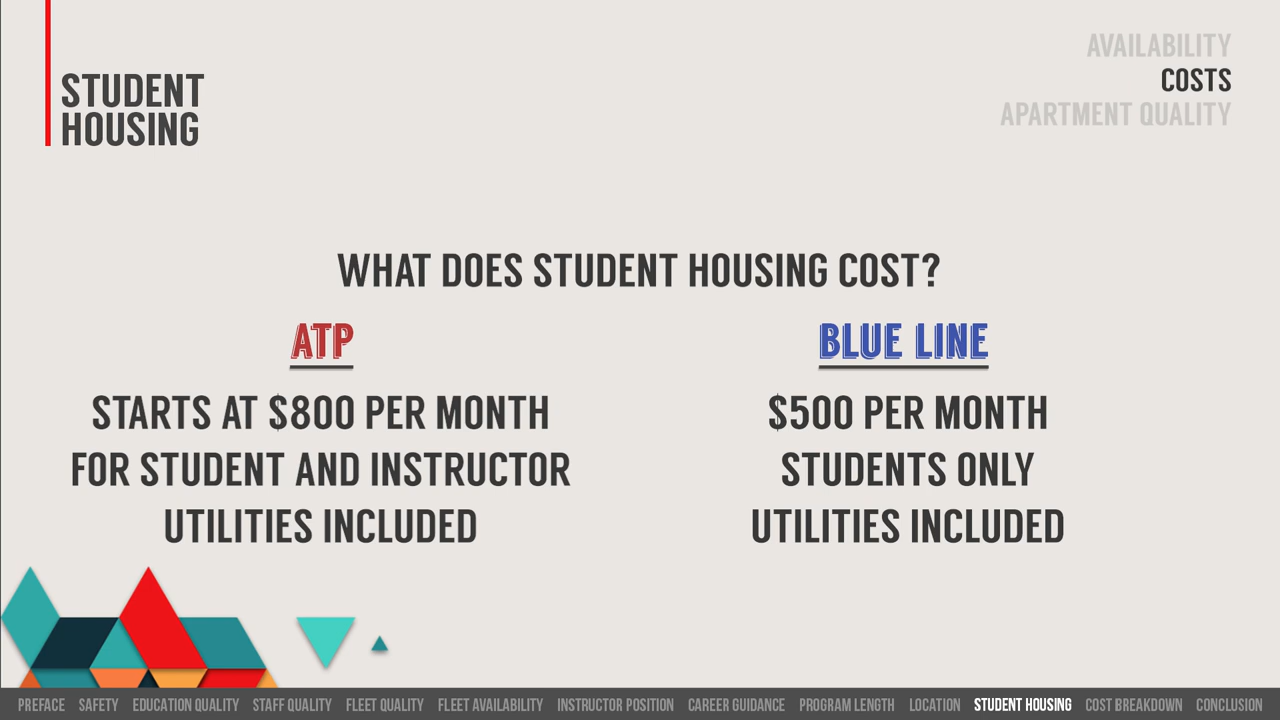 STUDENT
HOUSING
AVAILABILITY
COSTS
APARTMENT QUALITY
WHAT DOES STUDENT HOUSING COST?
ATP
STARTS AT $800 PER MONTH
FOR STUDENT AND INSTRUCTOR
UTILITIES INCLUDED
BLUE LINE
$500 PER MONTH
STUDENTS ONLY
UTILITIES INCLUDED
PREFACE SAFETY EDUCATION QUALITY STAFF QUALITY FLEET QUALITY FLEET AVAILABILITY INSTRUCTOR POSITION CAREER GUIDANCE PROGRAM LENGTH LOCATION STUDENT HOUSING COST BREAKDOWN CONCLUSION